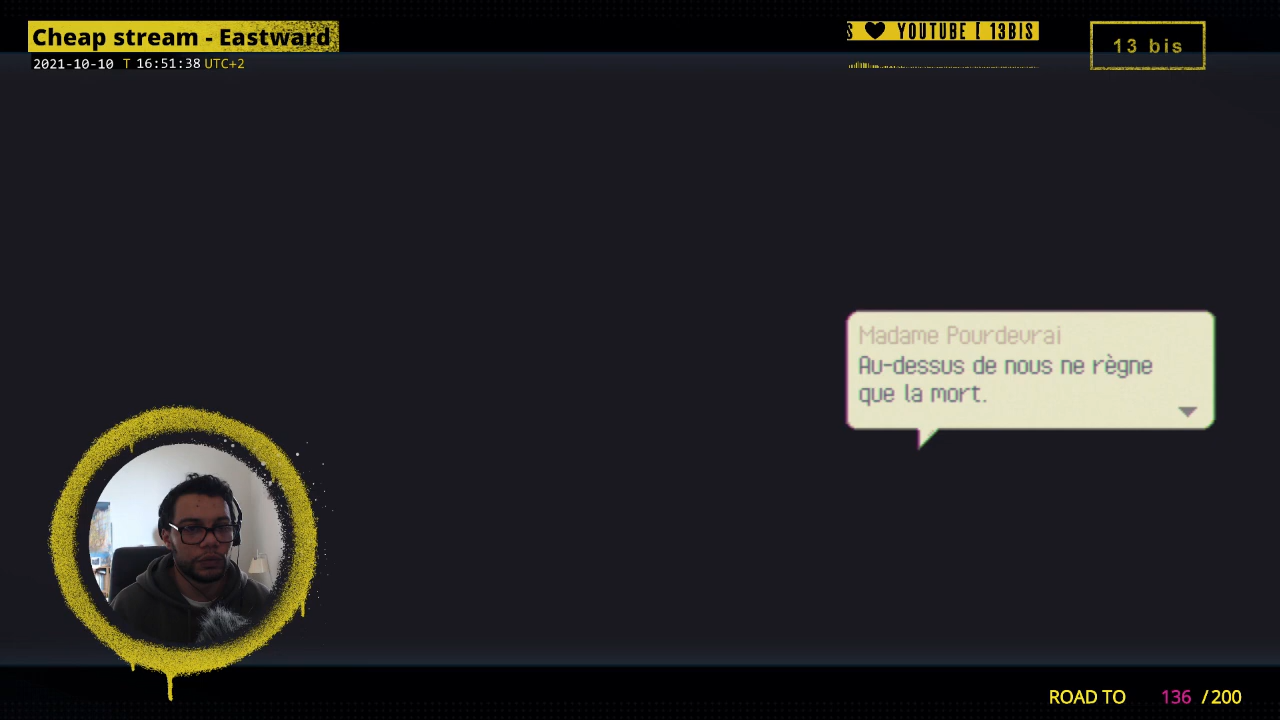 Cheap stream - Eastward
2021-10-10 T 16:51:38 UTC+2
S ♥ YOUTUBE [ 13BIS
13 bis
Madame Pourdevrai
Au-dessus de nous ne règne
que la mort.
ROAD TO 136 / 200